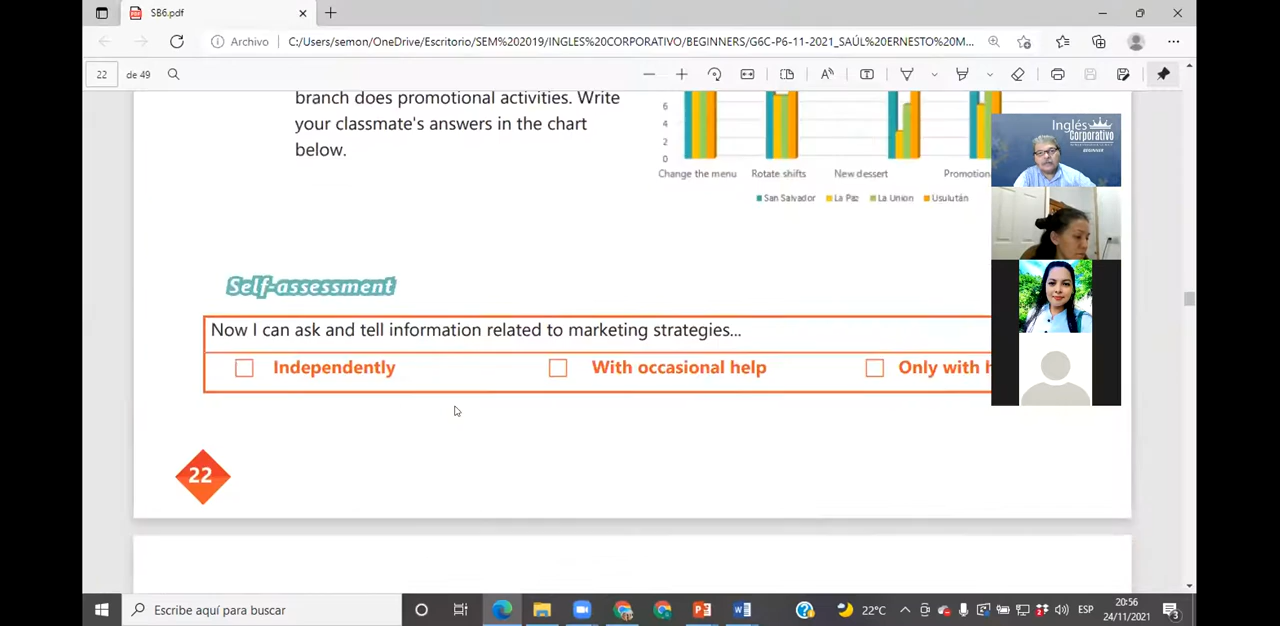 SB6.pdf
Archivo
C:/Users/semon/OneDrive/Escritorio/SEM%202019/INGLES%20CORPORATIVO/BEGINNERS/G6C-P6-11-2021_SAÚL%20ERNESTO%20M...
22
de 49
branch does promotional activities. Write
your classmate's answers in the chart
below.
6
4
2
0
Change the menu
Rotate shifts
New dessert
Promotion
San Salvador
La Paz
La Union
Usulután
Inglés
Corporativo
BEGINNER
Self-assessment
Now I can ask and tell information related to marketing strategies...
Independently
With occasional help
Only with h
22
Escribe aquí para buscar
22°C
ESP
20:56
24/11/2021
3